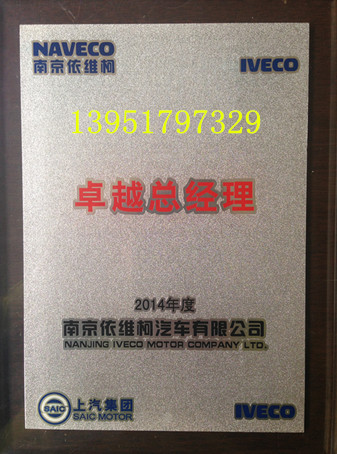 NAVECO
南京依维柯
IVECO
13951797329
卓越总经理
2014年度
南京依维柯汽车有限公司
NANJING IVECO MOTOR COMPANY LTD.
SAIC
上汽集团
SAIC MOTOR
IVECO